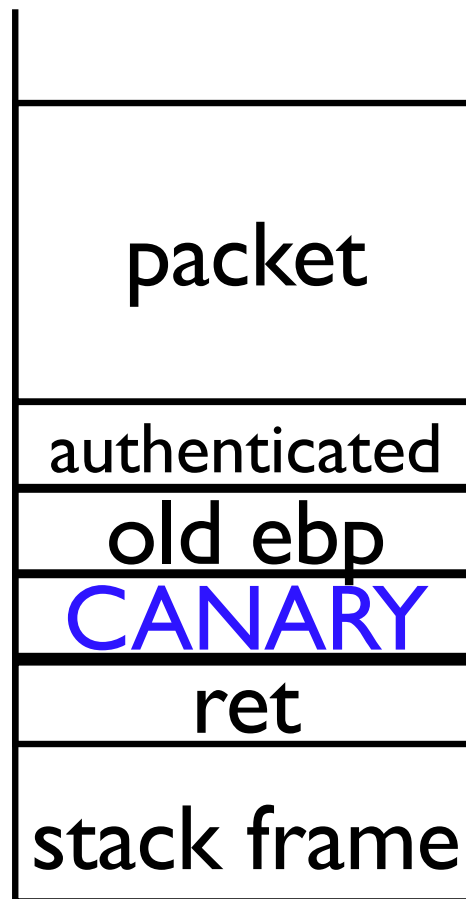 packet
authenticated
old ebp
CANARY
ret
stack frame